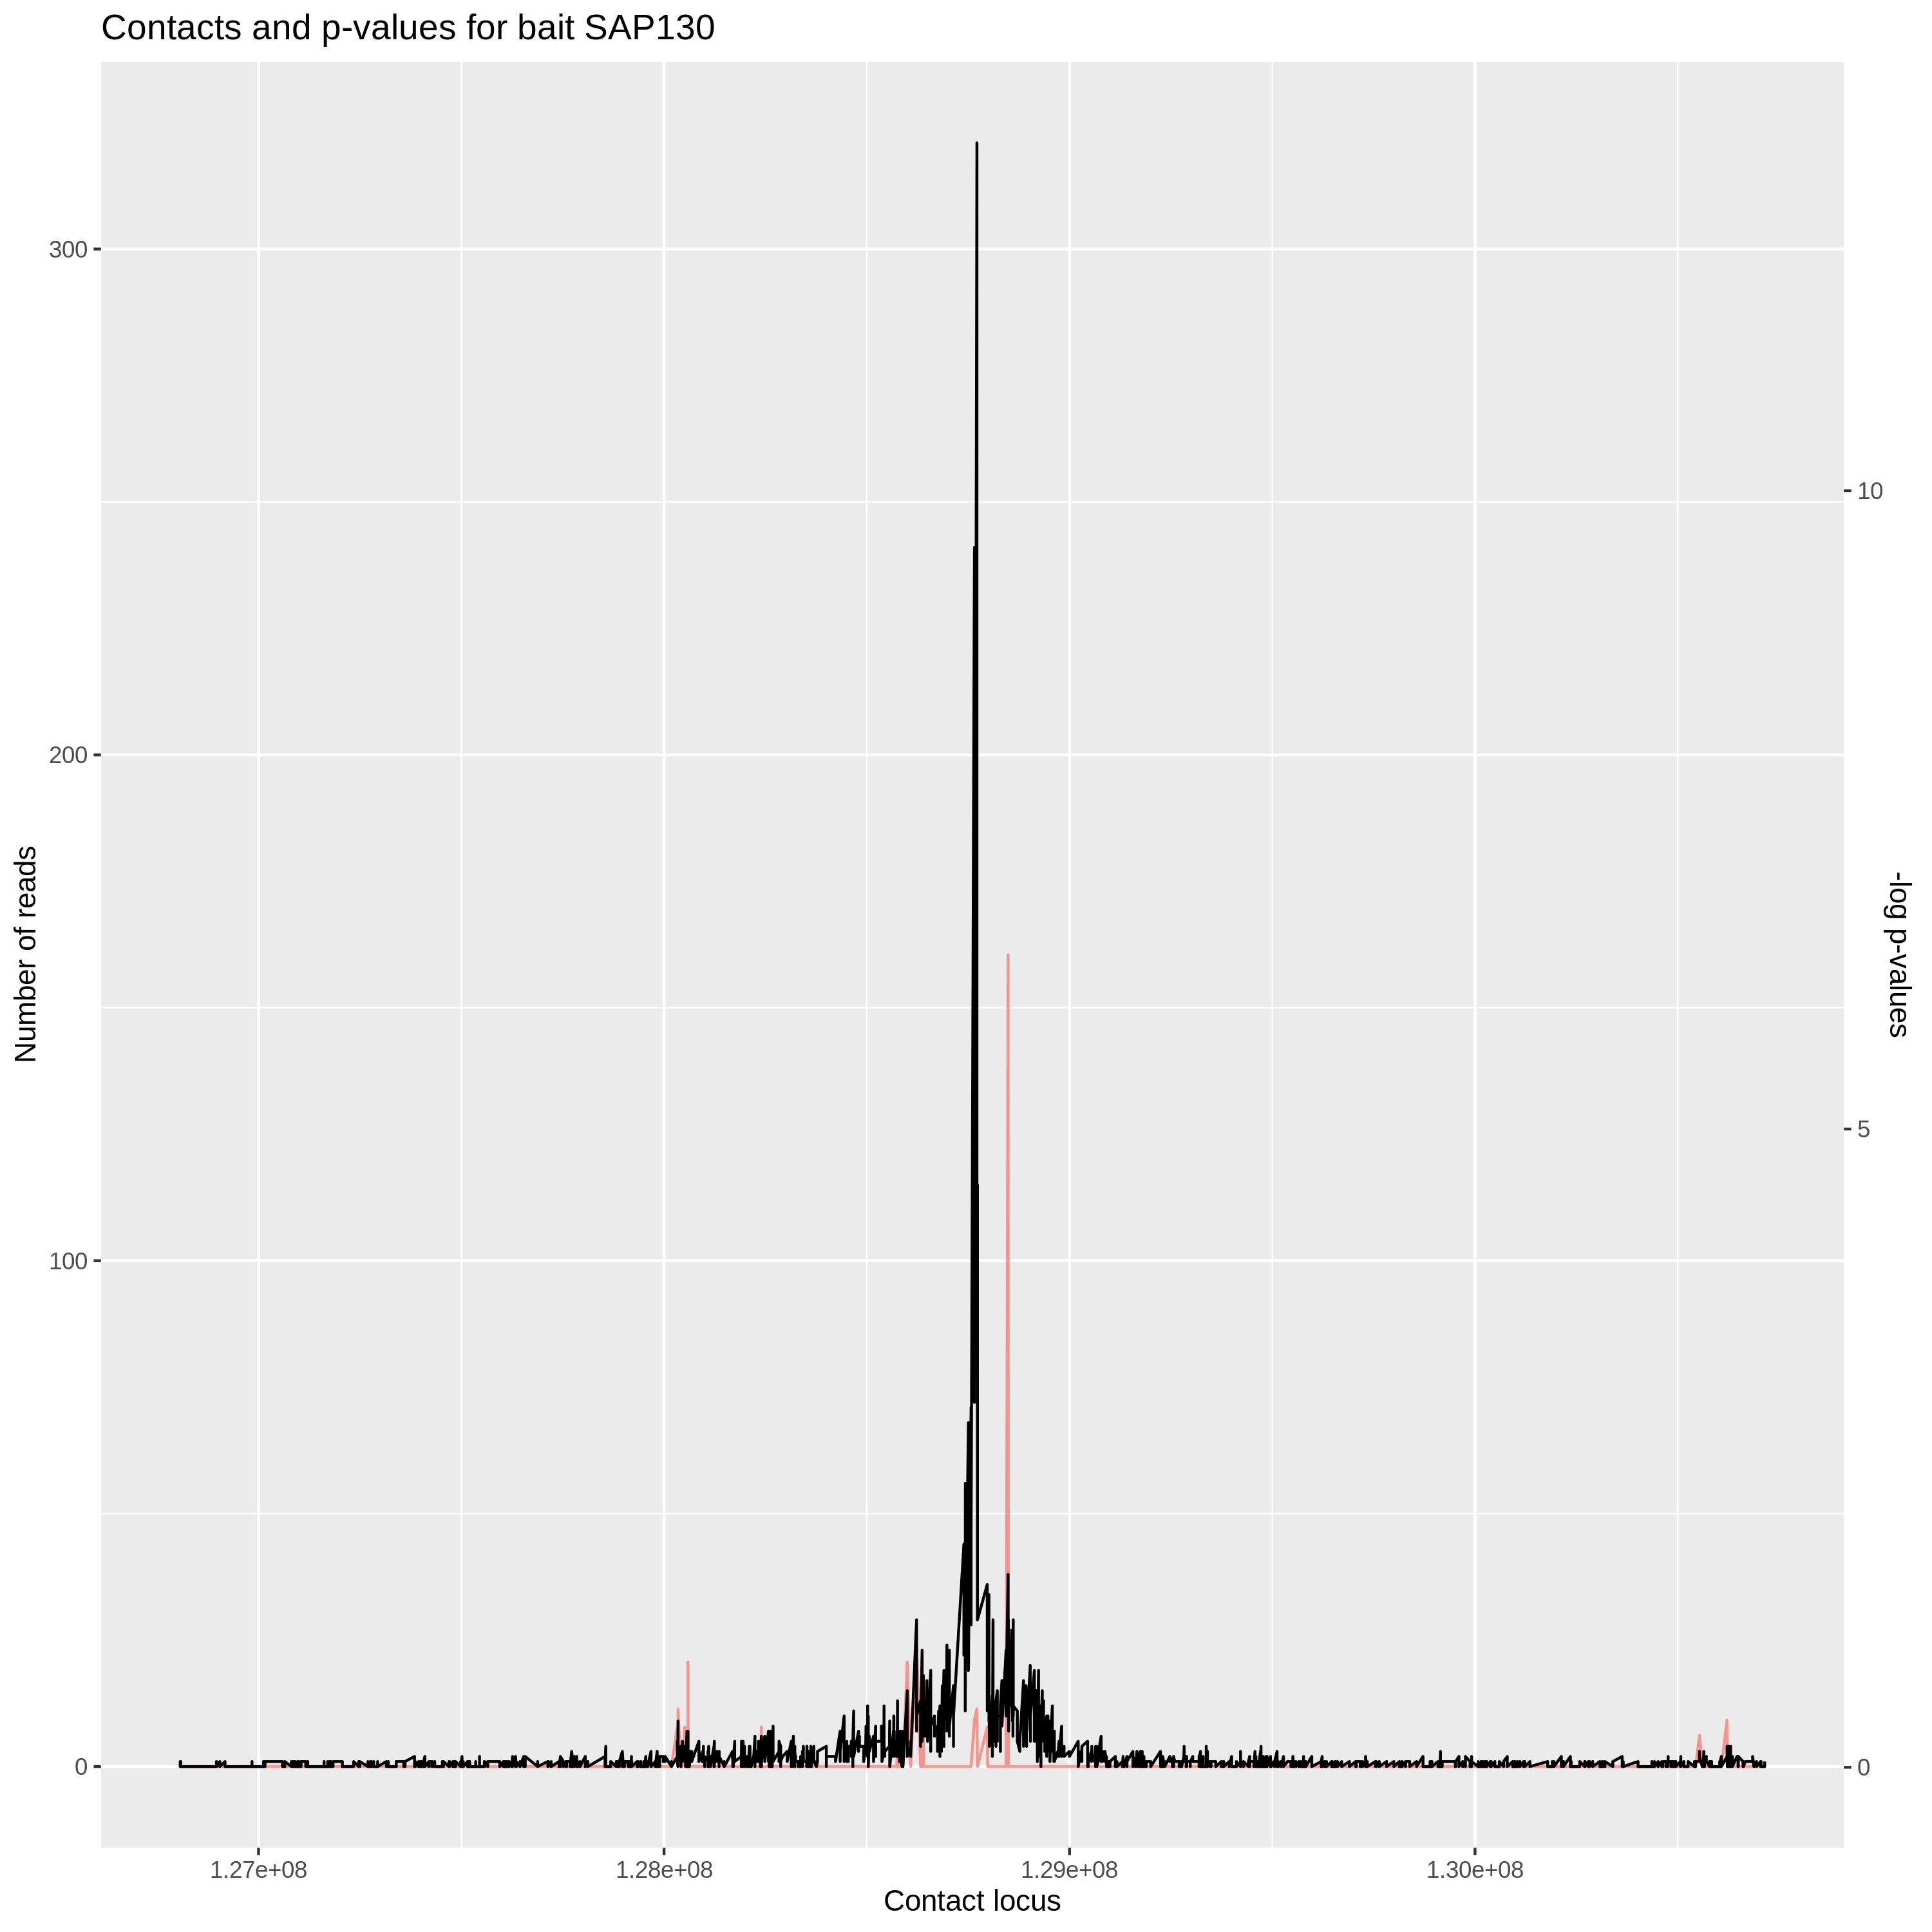 Contacts and p-values for bait SAP130
300
200
100
0
Number of reads
10
5
0
-log p-values
1.27e+08
1.28e+08
1.29e+08
1.30e+08
Contact locus